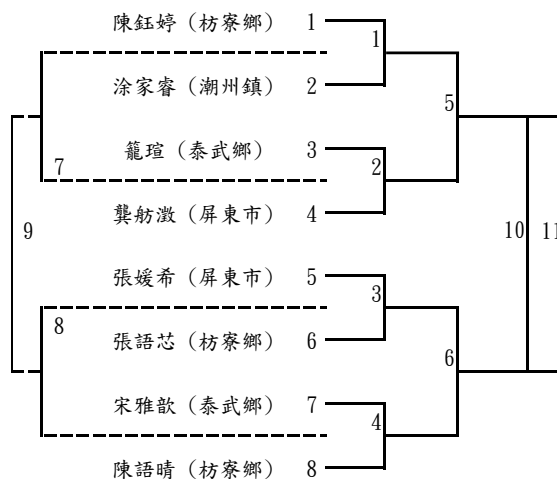 陳鈺婷（枋寮鄉） 1
1
涂家睿（潮州鎮） 2
5
籠瑄（泰武鄉） 3
7
2
龔舫澂（屏東市） 4
9
10
11
張媛希（屏東市） 5
3
8
張語芯（枋寮鄉） 6
6
宋雅歆（泰武鄉） 7
4
陳語晴（枋寮鄉） 8